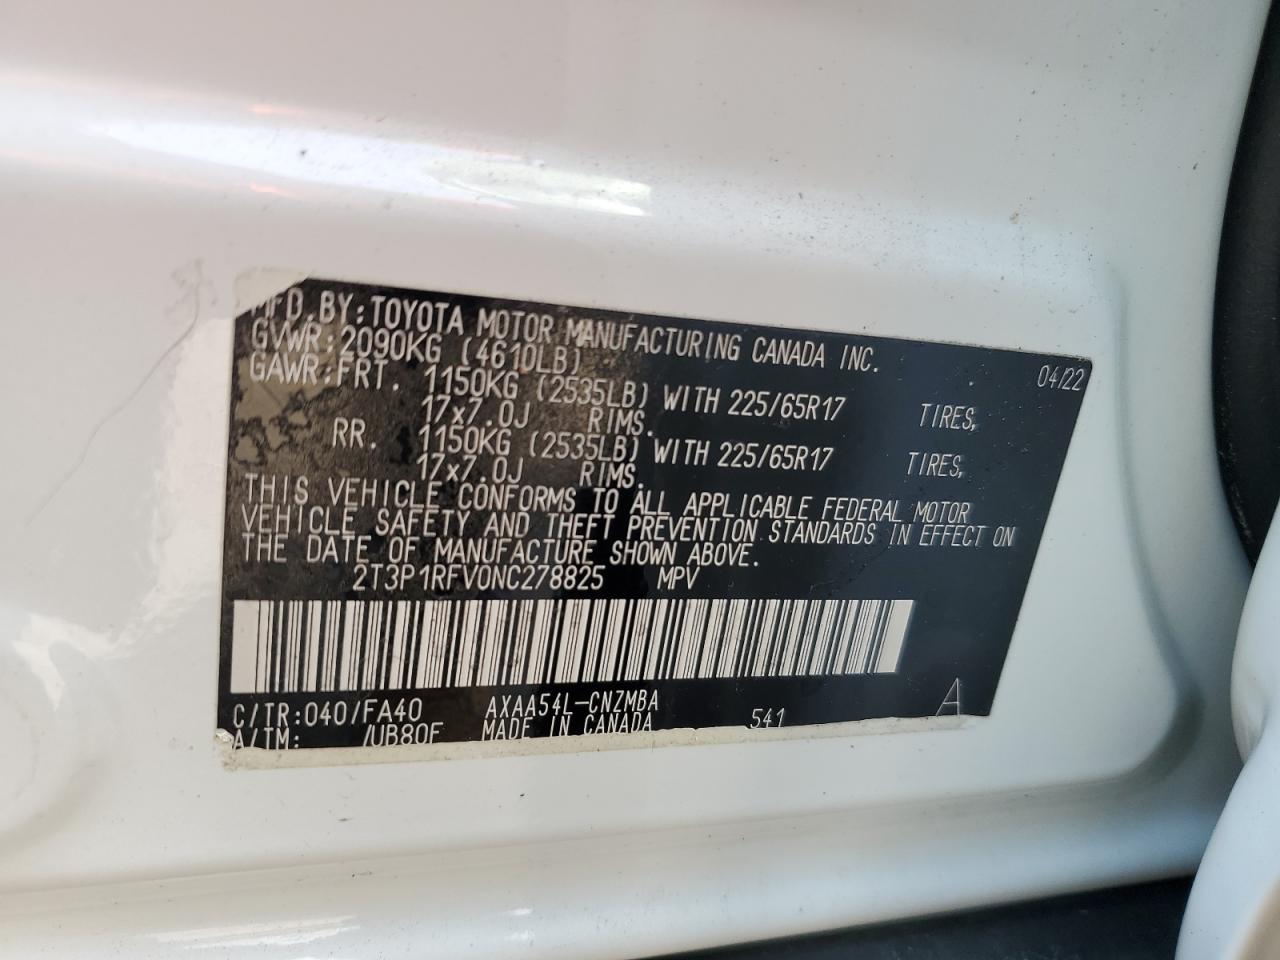 MFD. BY: TOYOTA MOTOR MANUFACTURING CANADA INC.
GVWR: 2090KG (4610LB) 04/22
GAWR: FRT. 1150KG (2535LB) WITH 225/65R17 TIRES,
17x7.0J RIMS.
RR. 1150KG (2535LB) WITH 225/65R17 TIRES,
17x7.0J RIMS.
THIS VEHICLE CONFORMS TO ALL APPLICABLE FEDERAL MOTOR
VEHICLE SAFETY AND THEFT PREVENTION STANDARDS IN EFFECT ON
THE DATE OF MANUFACTURE SHOWN ABOVE.
2T3P1RFV0NC278825 MPV
C/TR: 040/FA40 AXAA54L-CNZMBA
A/TM: /UB80F MADE IN CANADA 541 A